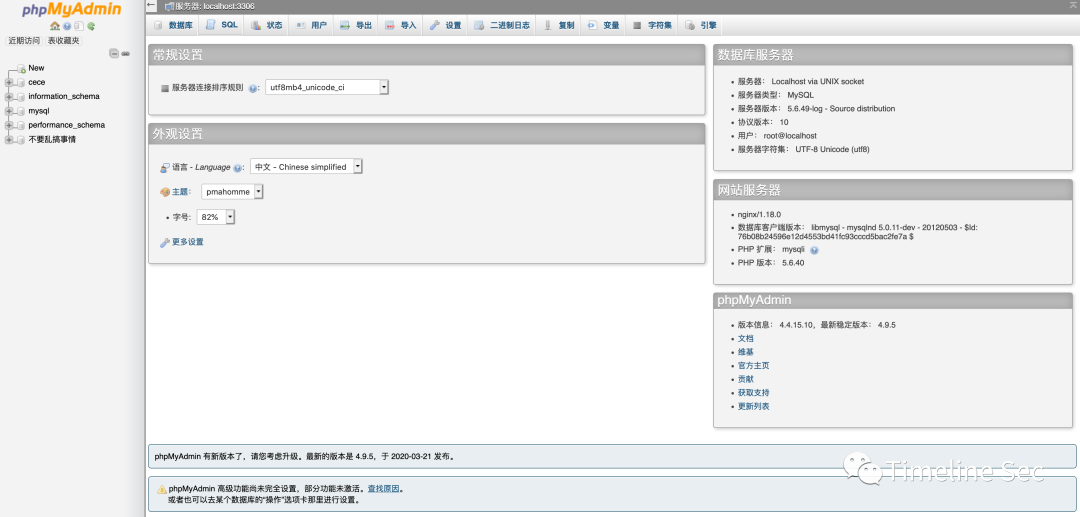 phpMyAdmin
近期访问 表收藏夹
New
cece
information_schema
mysql
performance_schema
不要乱搞事情
服务器: localhost:3306
数据库 SQL 状态 用户 导出 导入 设置 二进制日志 复制 变量 字符集 引擎
常规设置
服务器连接排序规则 : utf8mb4_unicode_ci
外观设置
语言 - Language : 中文 - Chinese simplified
主题: pmahomme
字号: 82%
更多设置
数据库服务器
服务器: Localhost via UNIX socket
服务器类型: MySQL
服务器版本: 5.6.49-log - Source distribution
协议版本: 10
用户: root@localhost
服务器字符集: UTF-8 Unicode (utf8)
网站服务器
nginx/1.18.0
数据库客户端版本: libmysql - mysqlnd 5.0.11-dev - 20120503 - $Id:
76b08b24596e12d4553bd41fc93cccd5bac2fe7a $
PHP 扩展: mysqli
PHP 版本: 5.6.40
phpMyAdmin
版本信息: 4.4.15.10, 最新稳定版本: 4.9.5
文档
维基
官方主页
贡献
获取支持
更新列表
phpMyAdmin 有新版本了，请您考虑升级。最新的版本是 4.9.5，于 2020-03-21 发布。
phpMyAdmin 高级功能尚未完全设置，部分功能未激活。查找原因。
或者也可以去某个数据库的“操作”选项卡那里进行设置。
Timeline Sec